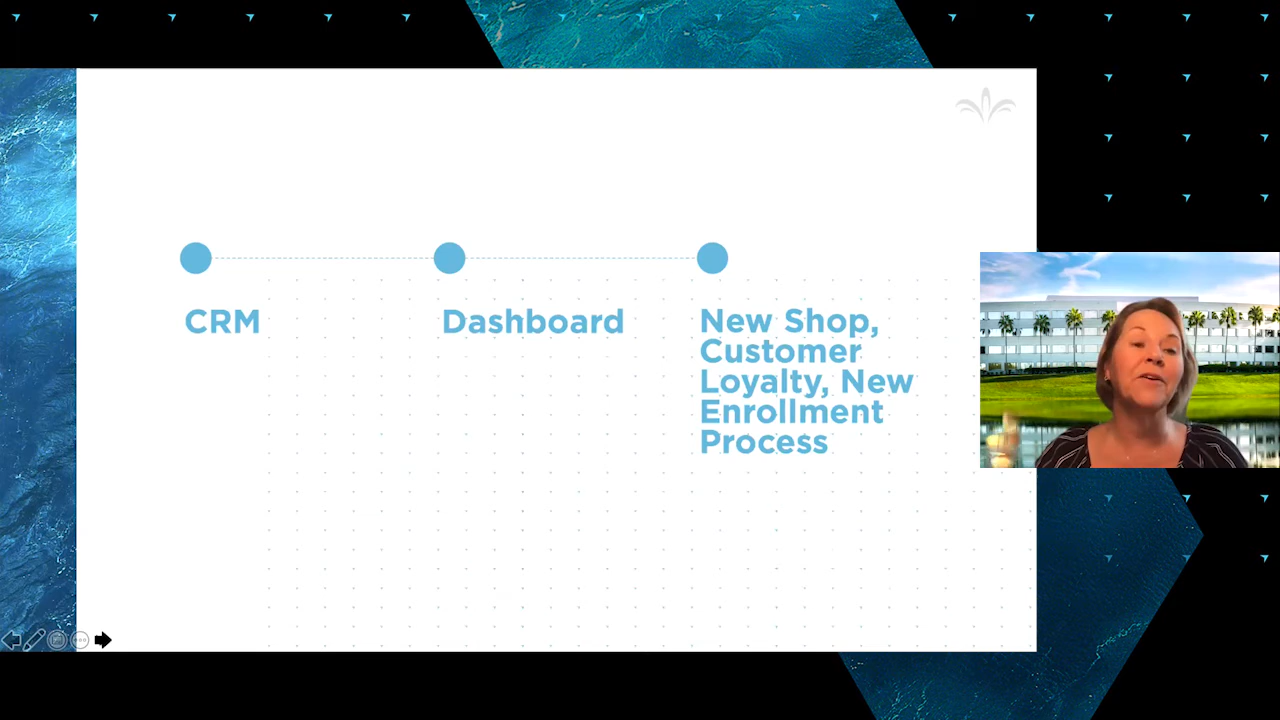 CRM
Dashboard
New Shop,
Customer
Loyalty, New
Enrollment
Process